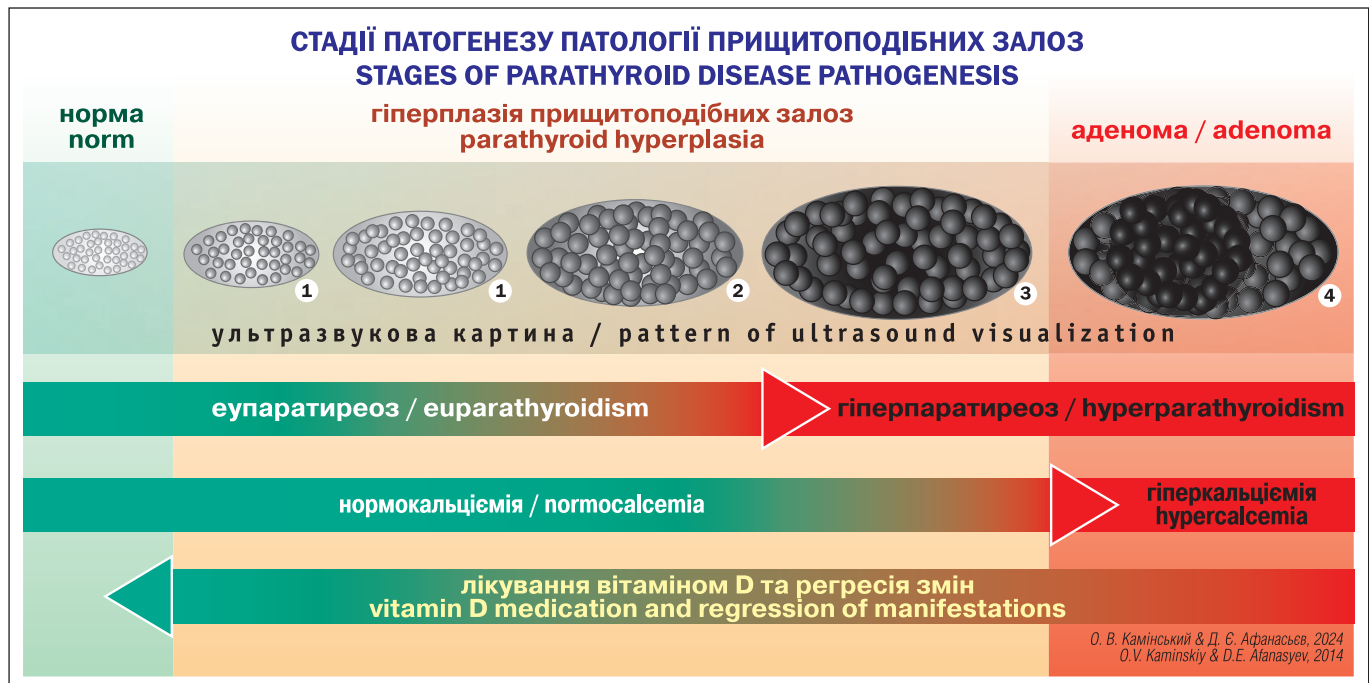 СТАДІЇ ПАТОГЕНЕЗУ ПАТОЛОГІЇ ПРИЩИТОПОДІБНИХ ЗАЛОЗ
STAGES OF PARATHYROID DISEASE PATHOGENESIS
норма
norm
гіперплазія прищитоподібних залоз
parathyroid hyperplasia
аденома / adenoma
1
1
2
3
4
ультразвукова картина / pattern of ultrasound visualization
еупаратиреоз / euparathyroidism
гіперпаратиреоз / hyperparathyroidism
нормокальціємія / normocalcemia
гіперкальціємія
hypercalcemia
лікування вітаміном D та регресія змін
vitamin D medication and regression of manifestations
О. В. Камінський & Д. Є. Афанасьєв, 2024
O.V. Kaminskiy & D.E. Afanasyev, 2014